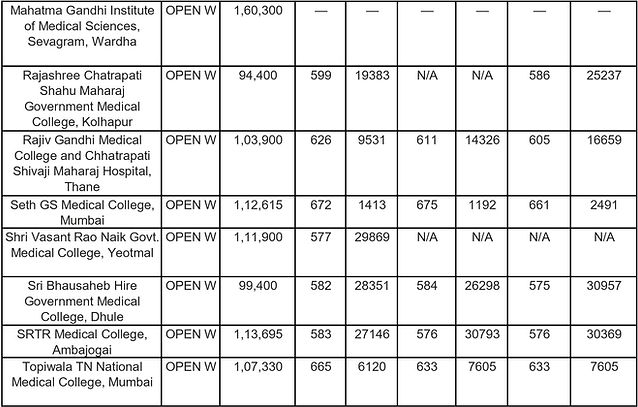 Mahatma Gandhi Institute OPEN W 1,60,300 — — — — — —
of Medical Sciences,
Sevagram, Wardha
Rajashree Chatrapati OPEN W 94,400 599 19383 N/A N/A 586 25237
Shahu Maharaj
Government Medical
College, Kolhapur
Rajiv Gandhi Medical OPEN W 1,03,900 626 9531 611 14326 605 16659
College and Chhatrapati
Shivaji Maharaj Hospital,
Thane
Seth GS Medical College, OPEN W 1,12,615 672 1413 675 1192 661 2491
Mumbai
Shri Vasant Rao Naik Govt. OPEN W 1,11,900 577 29869 N/A N/A N/A N/A
Medical College, Yeotmal
Sri Bhausaheb Hire OPEN W 99,400 582 28351 584 26298 575 30957
Government Medical
College, Dhule
SRTR Medical College, OPEN W 1,13,695 583 27146 576 30793 576 30369
Ambajogai
Topiwala TN National OPEN W 1,07,330 665 6120 633 7605 633 7605
Medical College, Mumbai